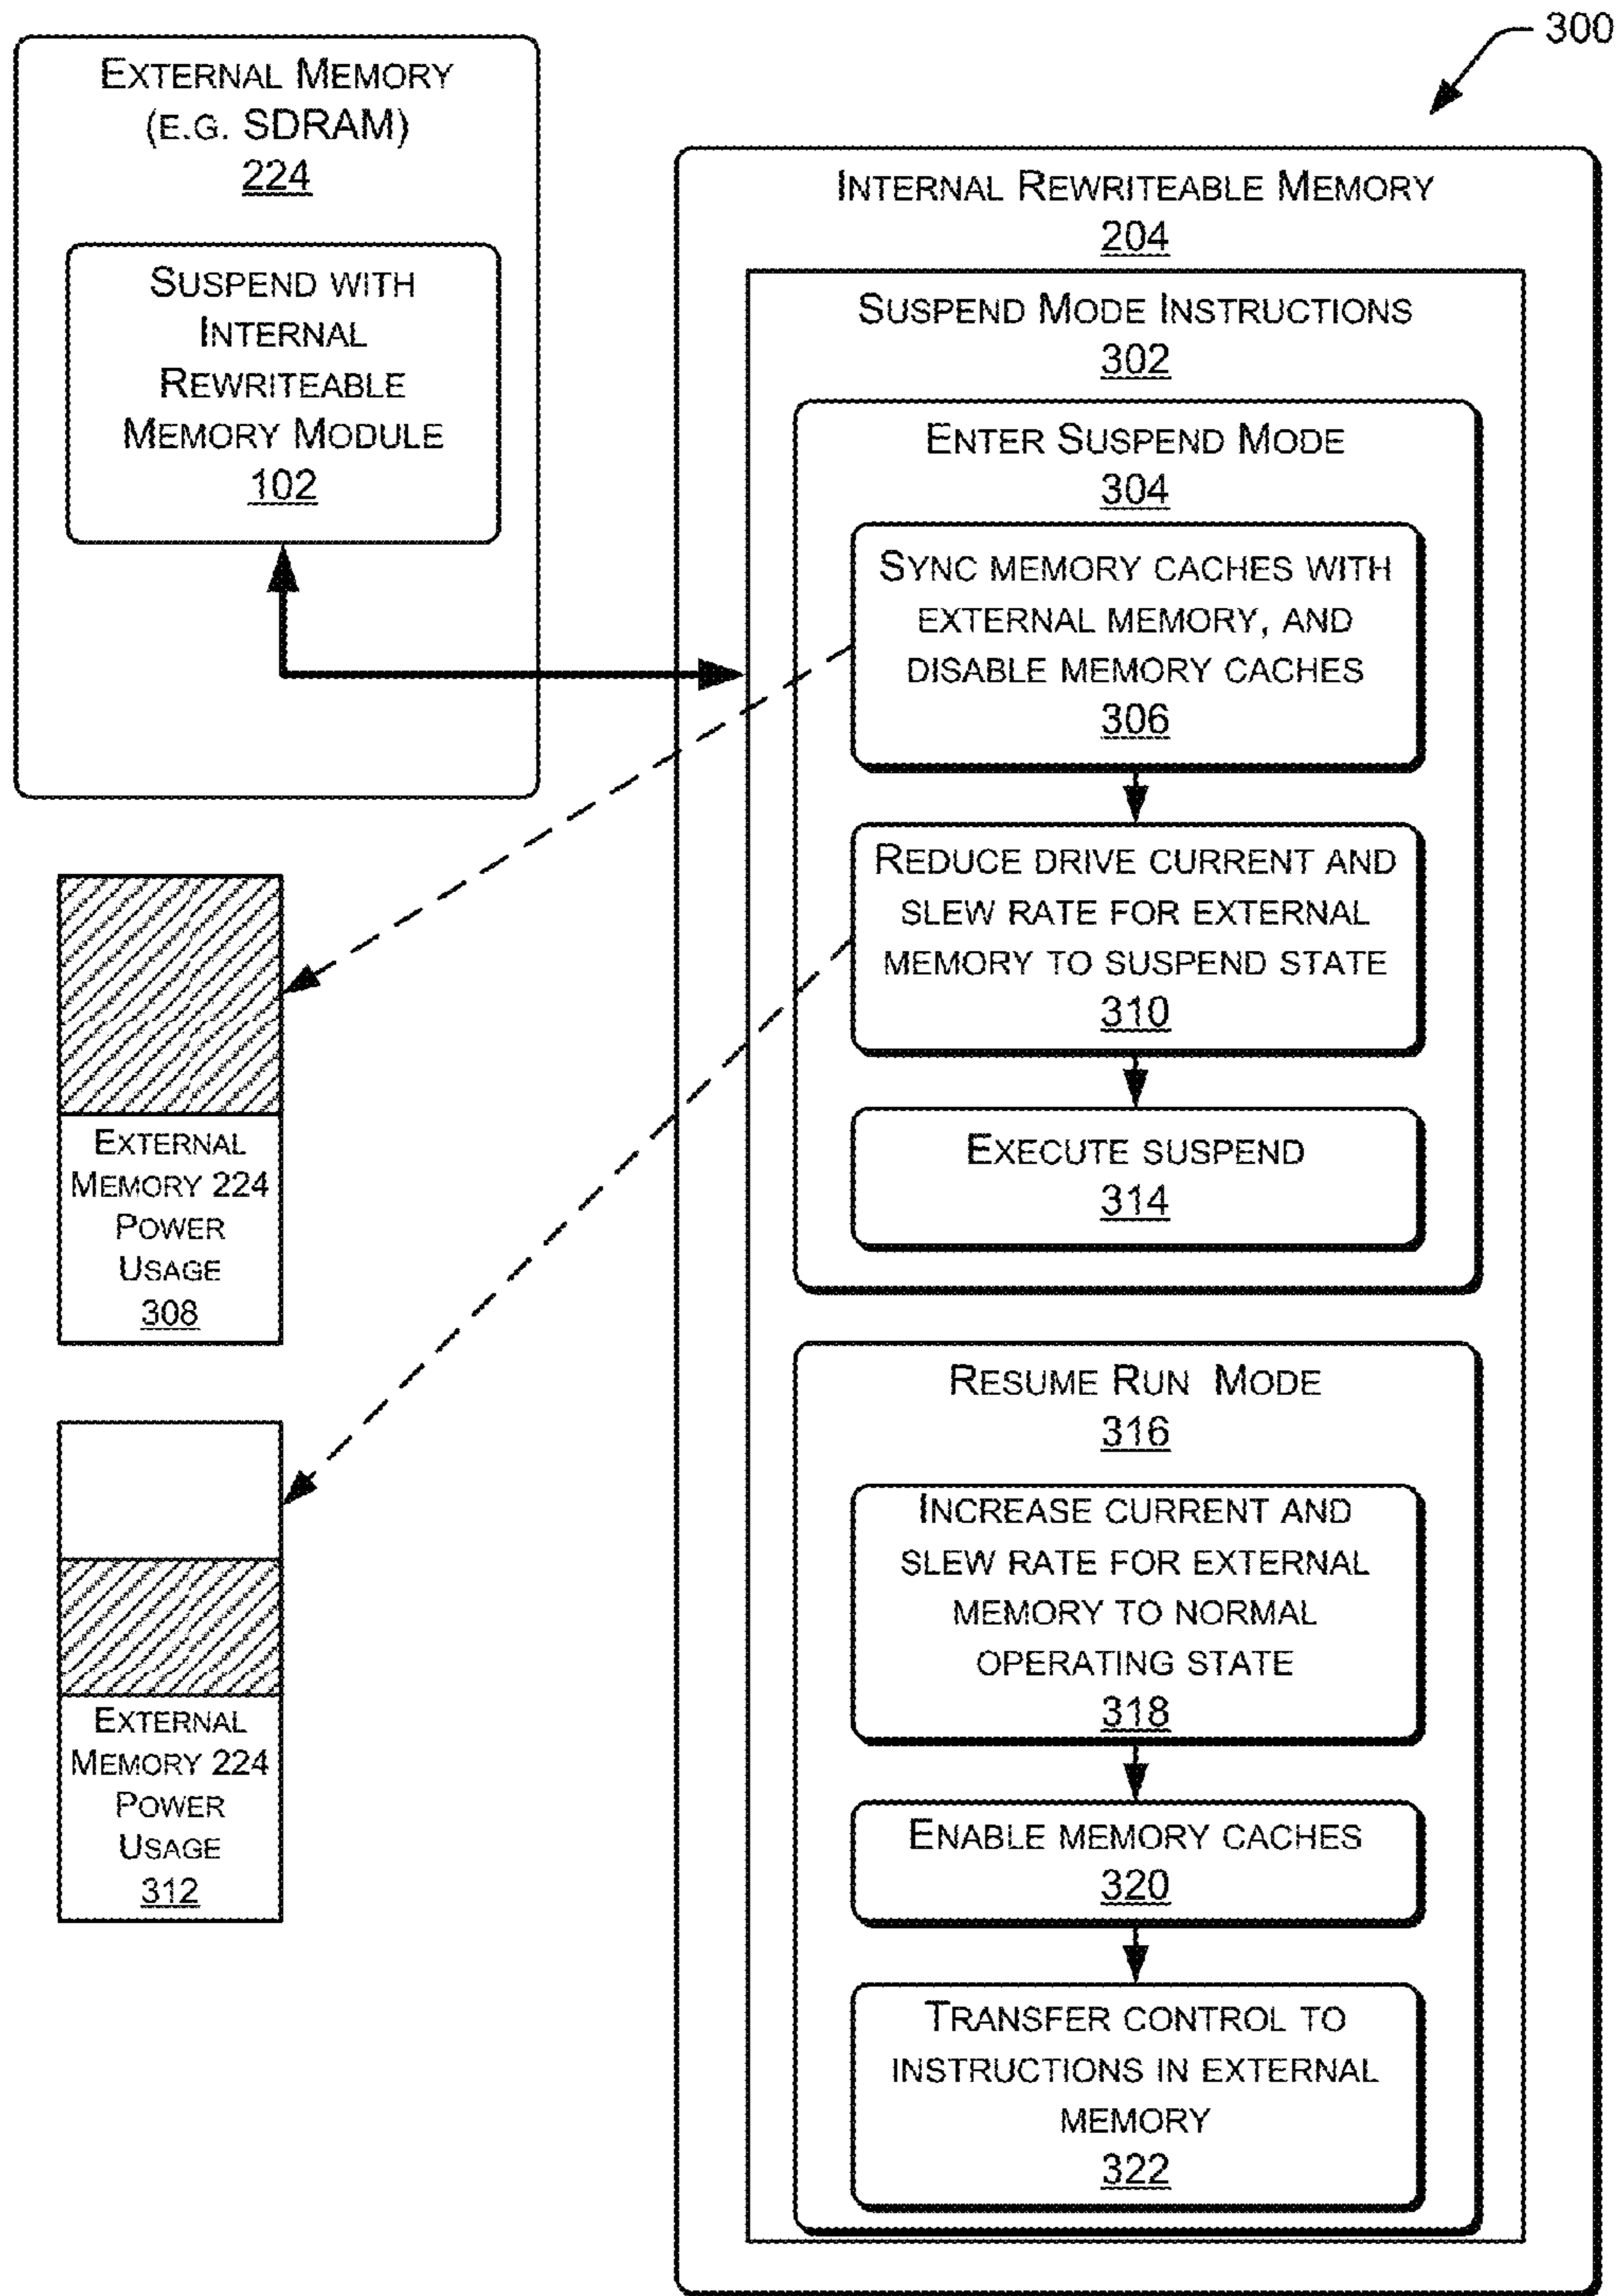 300
EXTERNAL MEMORY
(E.G. SDRAM)
224
SUSPEND WITH
INTERNAL
REWRITEABLE
MEMORY MODULE
102
INTERNAL REWRITEABLE MEMORY
204
SUSPEND MODE INSTRUCTIONS
302
ENTER SUSPEND MODE
304
SYNC MEMORY CACHES WITH
EXTERNAL MEMORY, AND
DISABLE MEMORY CACHES
306
REDUCE DRIVE CURRENT AND
SLEW RATE FOR EXTERNAL
MEMORY TO SUSPEND STATE
310
EXECUTE SUSPEND
314
EXTERNAL
MEMORY 224
POWER
USAGE
308
EXTERNAL
MEMORY 224
POWER
USAGE
312
RESUME RUN MODE
316
INCREASE CURRENT AND
SLEW RATE FOR EXTERNAL
MEMORY TO NORMAL
OPERATING STATE
318
ENABLE MEMORY CACHES
320
TRANSFER CONTROL TO
INSTRUCTIONS IN EXTERNAL
MEMORY
322